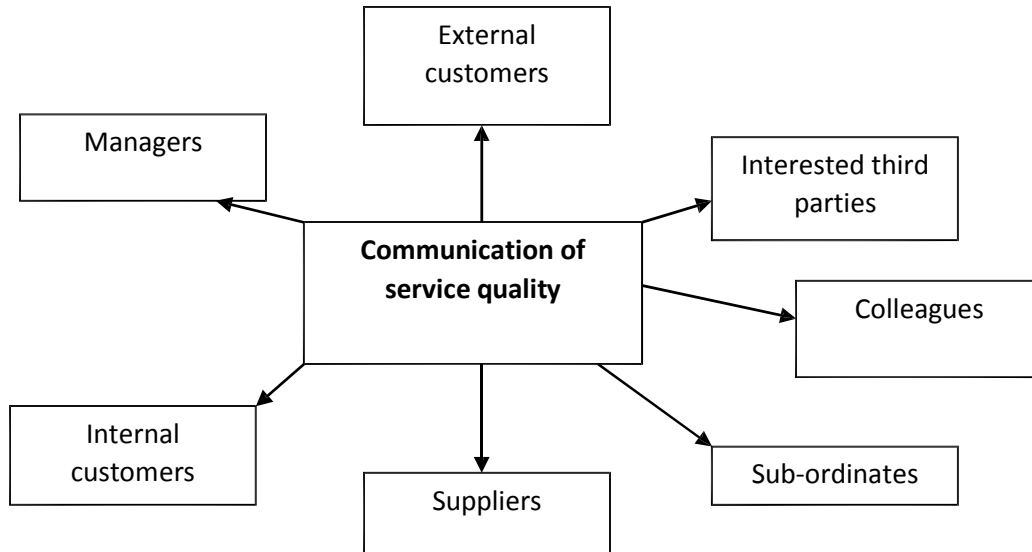 External
customers
Managers
Interested third
parties
Communication of
service quality
Colleagues
Internal
customers
Sub-ordinates
Suppliers